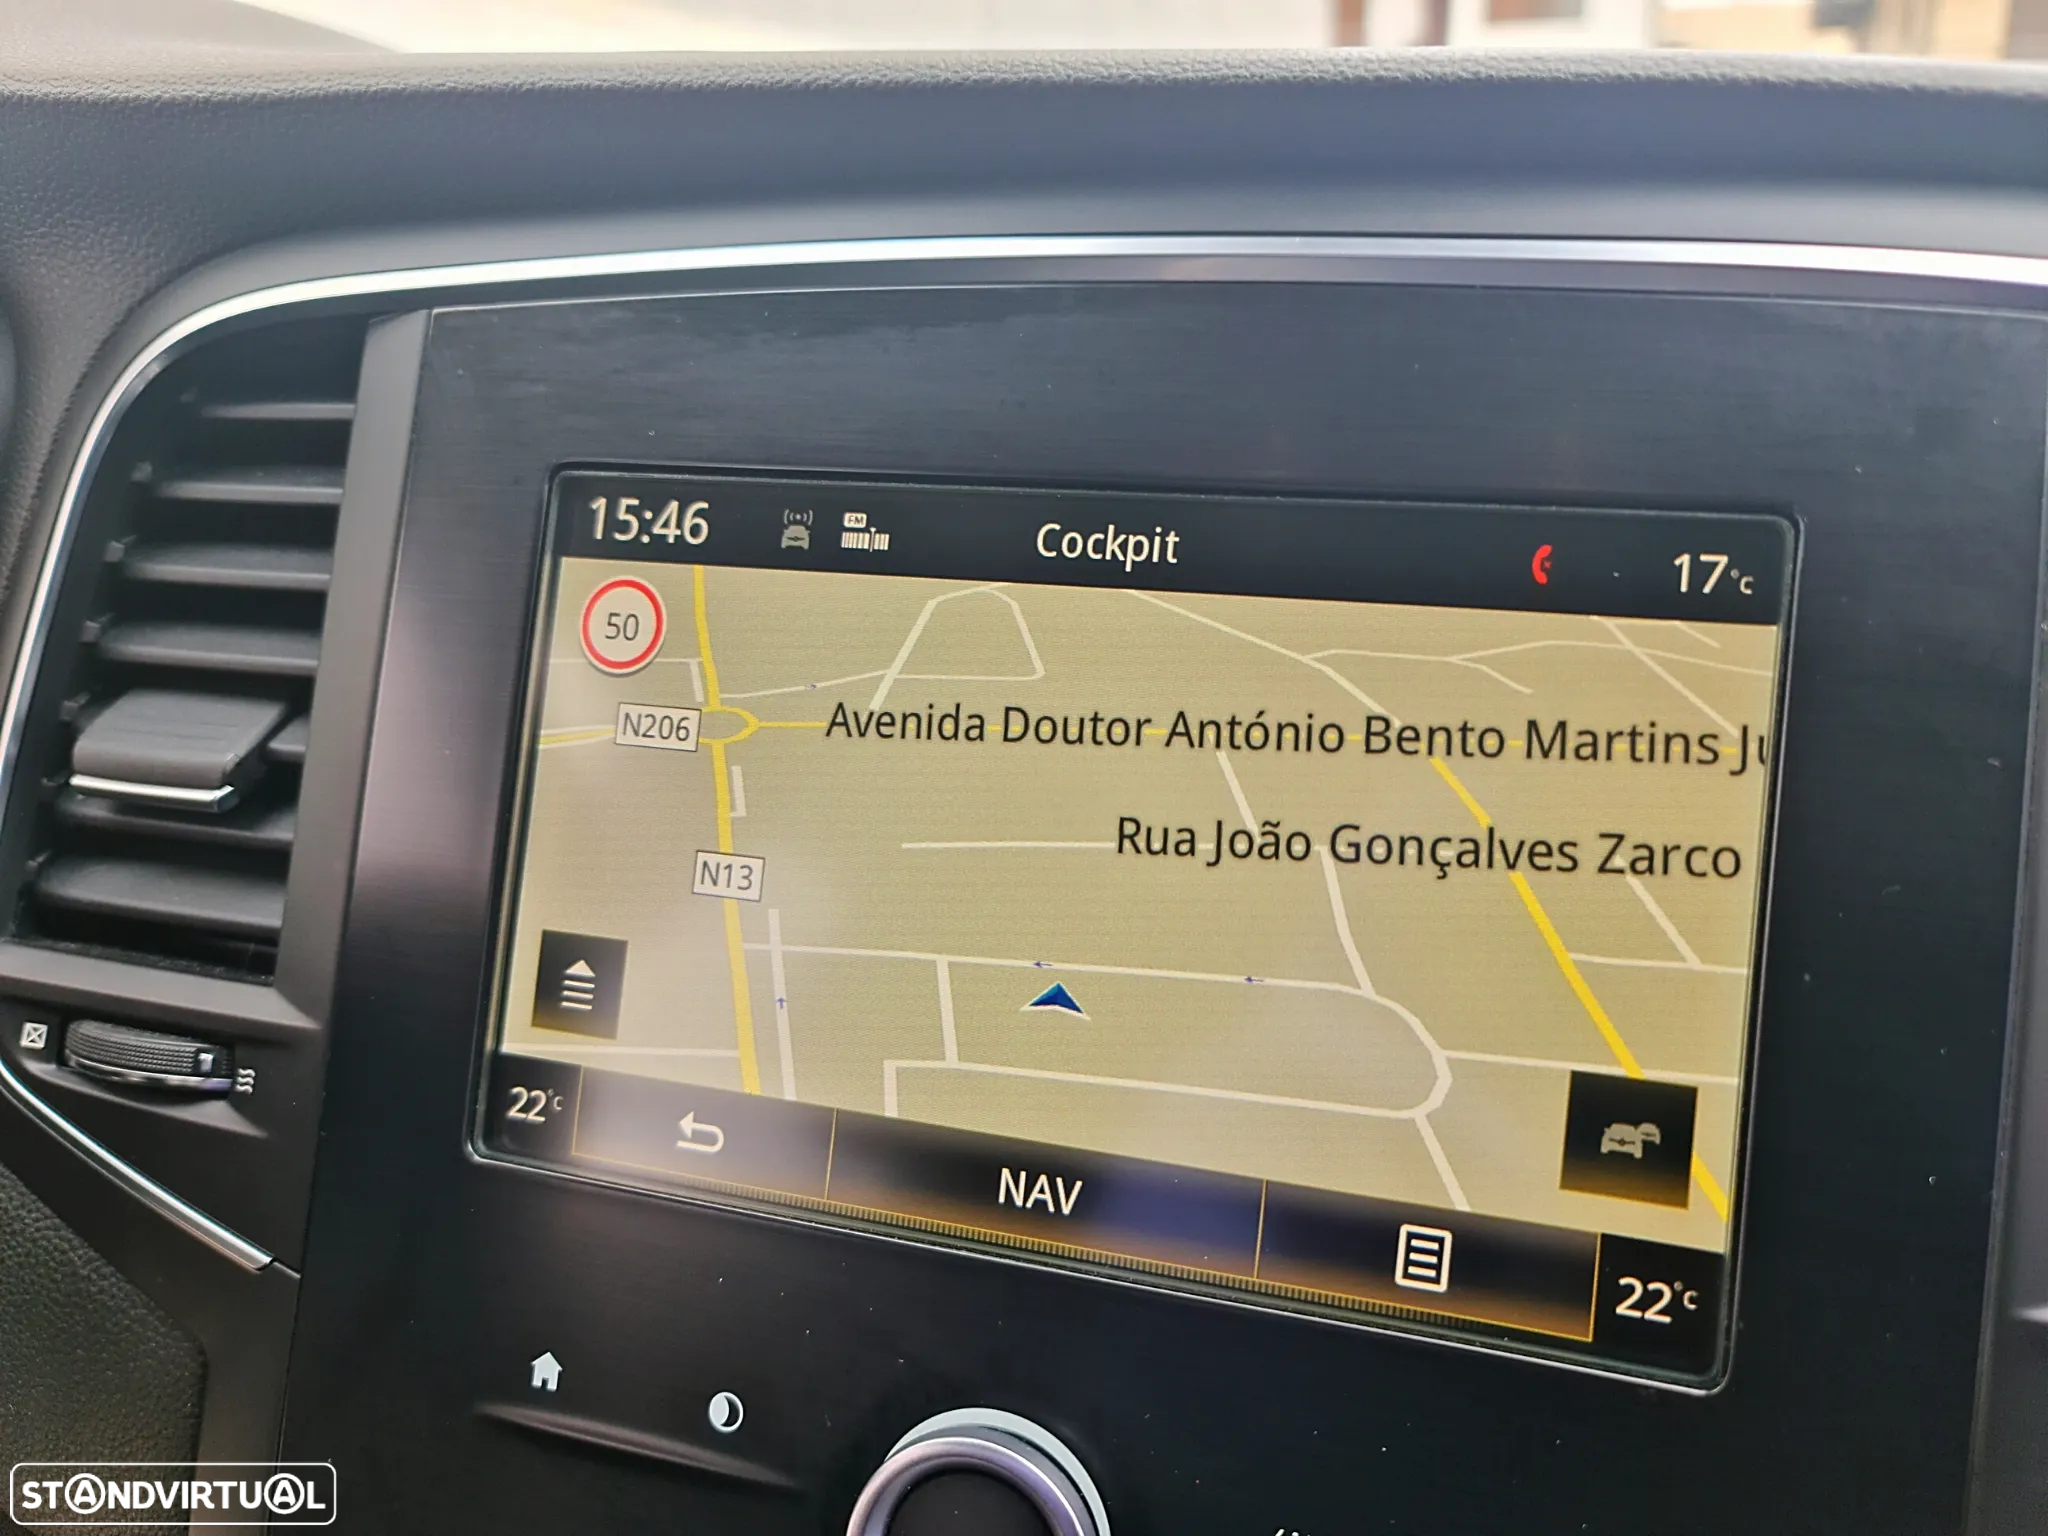 15:46
FM
Cockpit
17°C
50
N206
Avenida Doutor António Bento Martins
Rua João Gonçalves Zarco
N13
22°C
NAV
22°C
STANDVIRTUAL